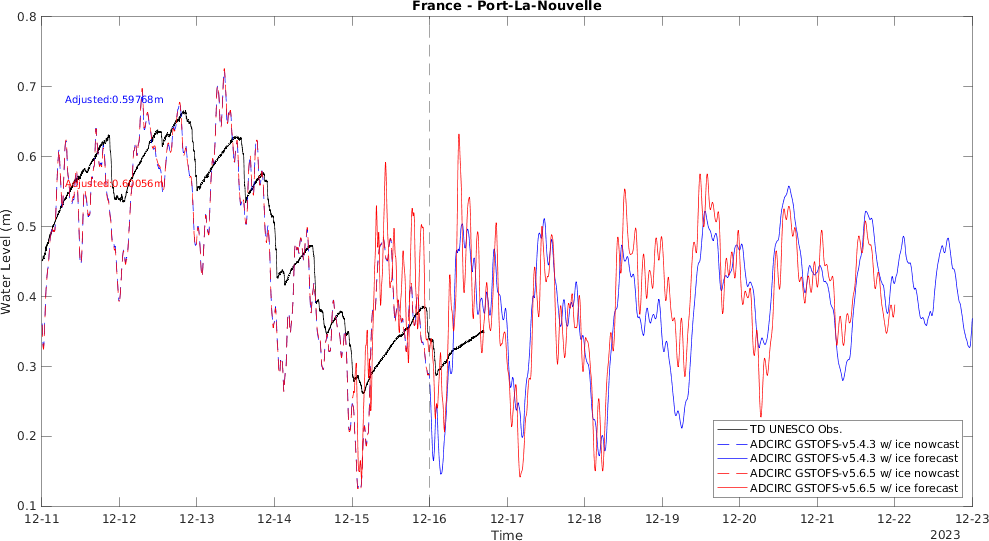 France - Port-La-Nouvelle
0.8
0.7
0.6
0.5
0.4
0.3
0.2
0.1
Water Level (m)
Adjusted:0.59768m
Adjusted:0.60056m
TD UNESCO Obs.
ADCIRC GSTOFS-v5.4.3 w/ ice nowcast
ADCIRC GSTOFS-v5.4.3 w/ ice forecast
ADCIRC GSTOFS-v5.6.5 w/ ice nowcast
ADCIRC GSTOFS-v5.6.5 w/ ice forecast
12-11 12-12 12-13 12-14 12-15 12-16 12-17 12-18 12-19 12-20 12-21 12-22 12-23
Time
2023